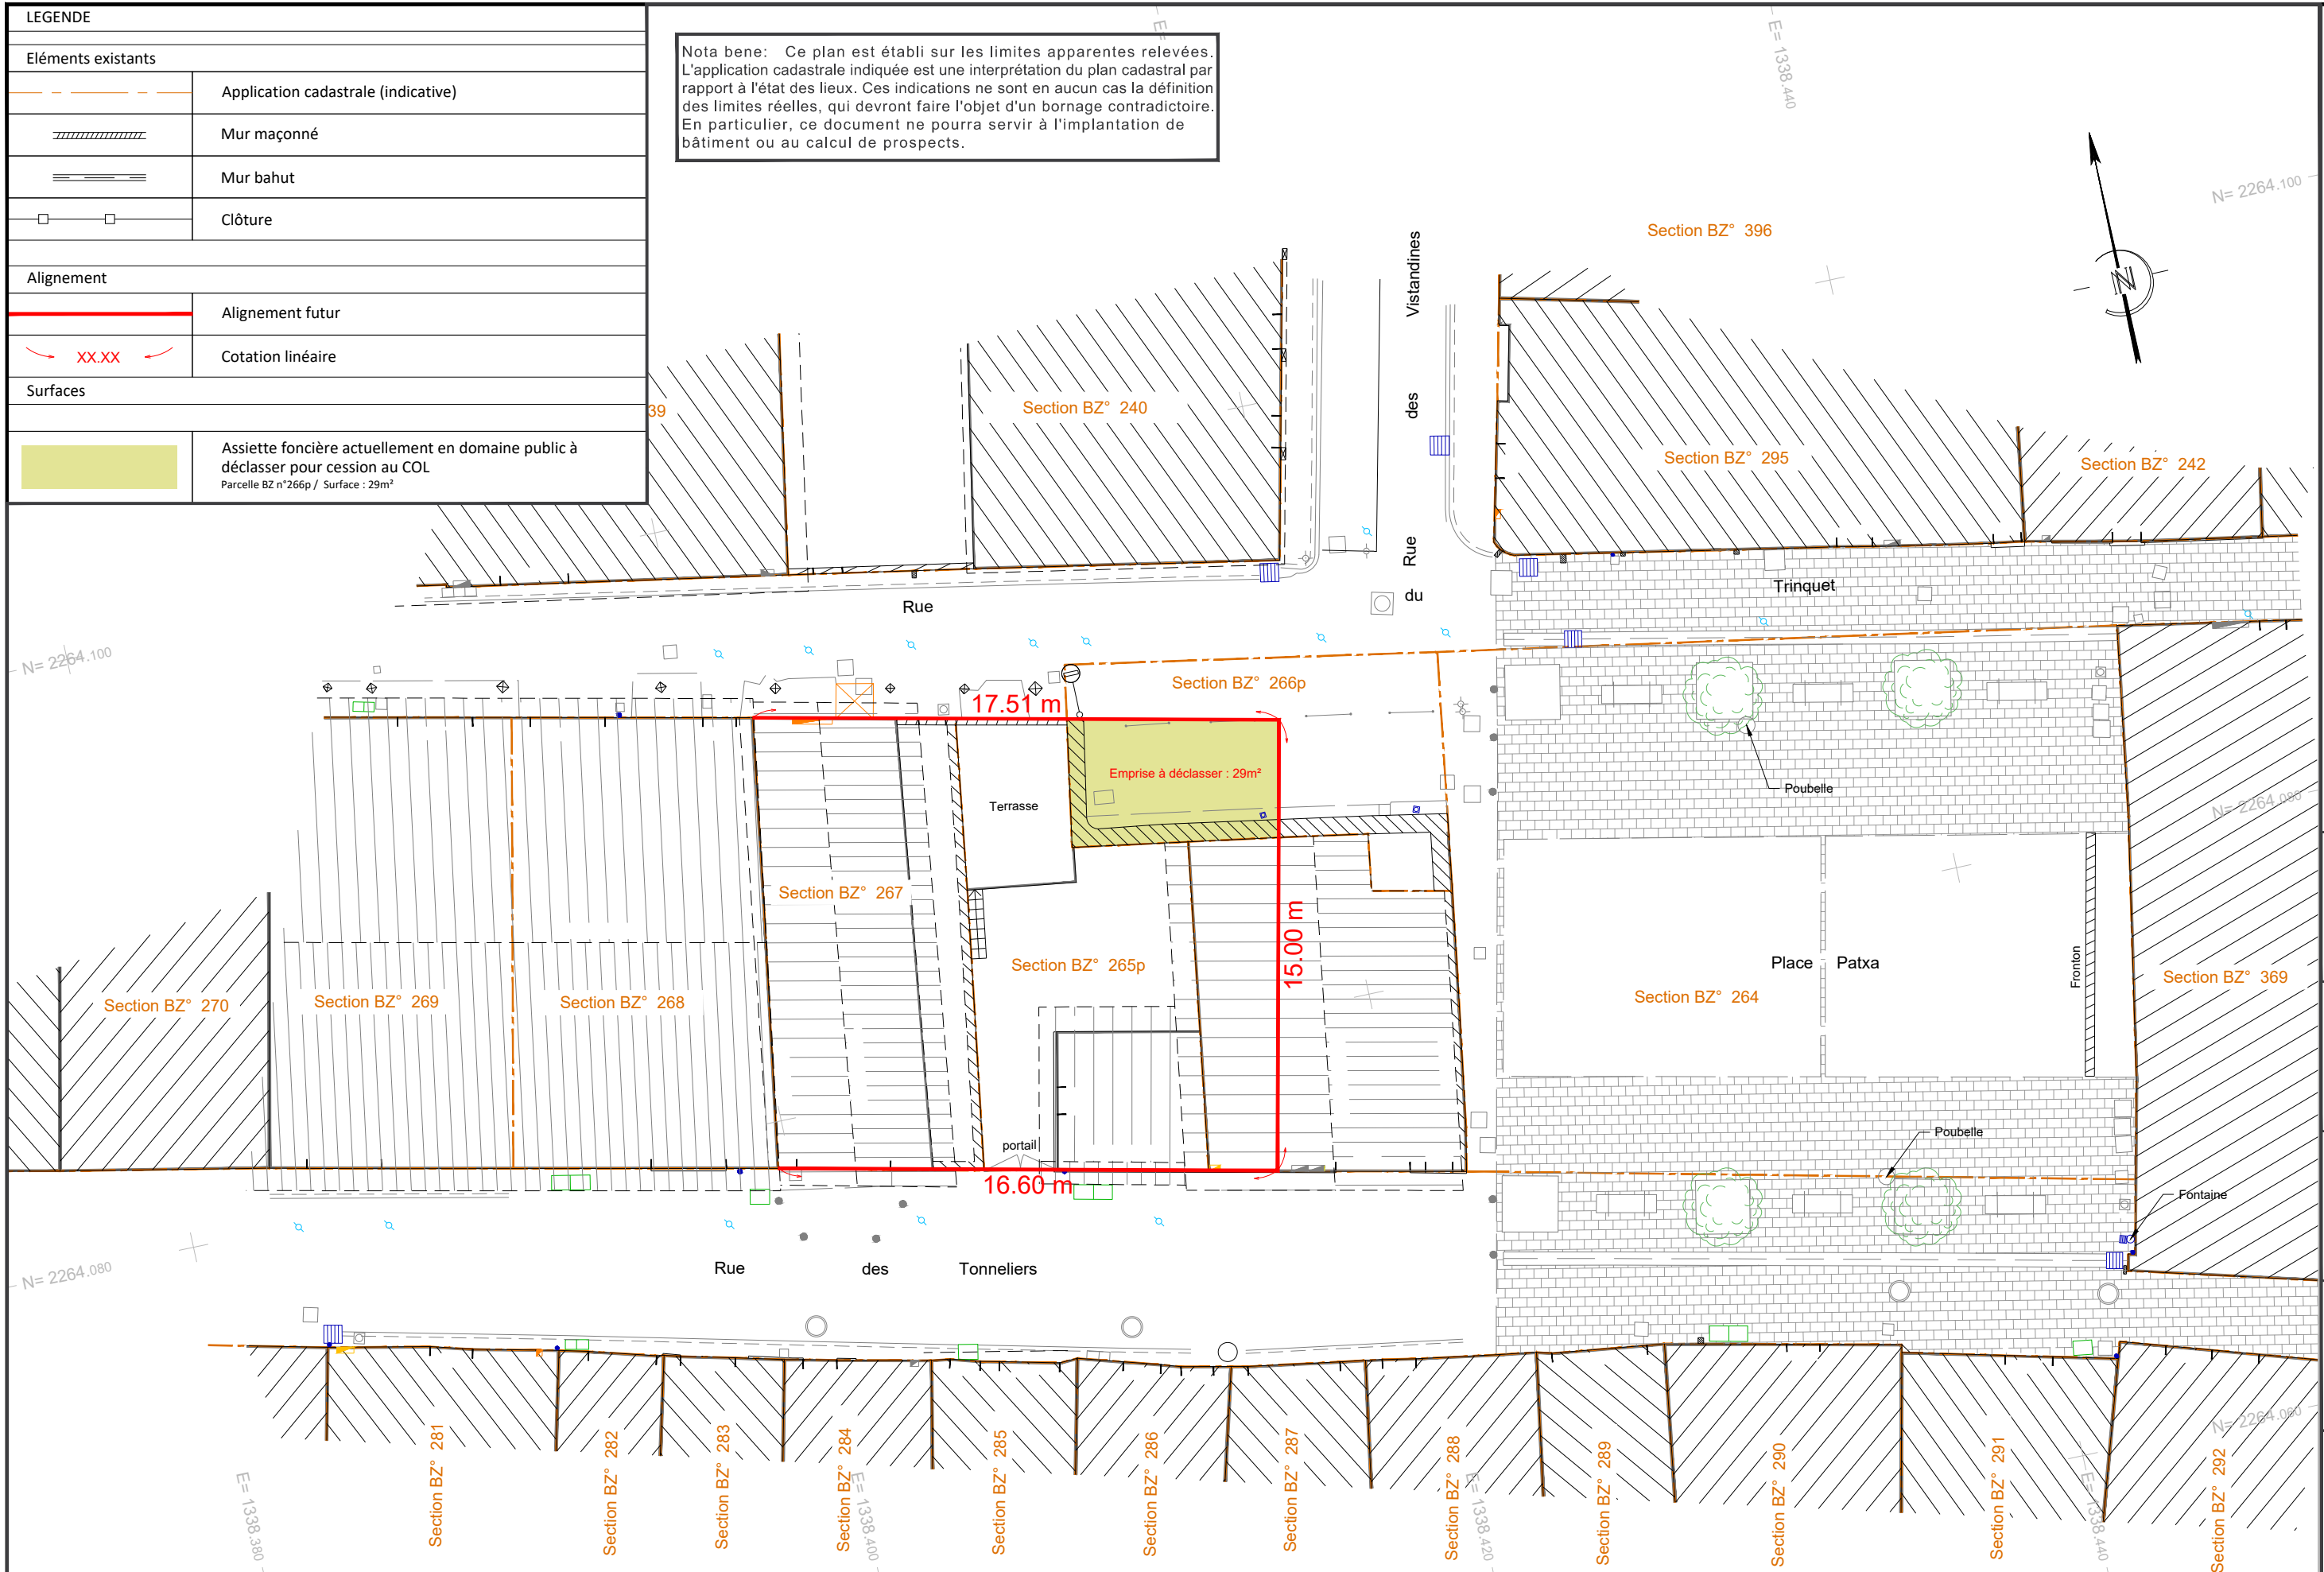 LEGENDE
Eléments existants
Application cadastrale (indicative)
Mur maçonné
Mur bahut
Clôture
Alignement
Alignement futur
XX.XX
Cotation linéaire
Surfaces
Assiette foncière actuellement en domaine public à
déclasser pour cession au COL
Parcelle BZ n°266p / Surface : 29m²
Nota bene: Ce plan est établi sur les limites apparentes relevées.
L'application cadastrale indiquée est une interprétation du plan cadastral par
rapport à l'état des lieux. Ces indications ne sont en aucun cas la définition
des limites réelles, qui devront faire l'objet d'un bornage contradictoire.
En particulier, ce document ne pourra servir à l'implantation de
bâtiment ou au calcul de prospects.
E=
E= 1338.440
N= 2264.100
N
Section BZ° 396
39
Section BZ° 240
Rue des Vistandines
Section BZ° 295
Section BZ° 242
Rue du Trinquet
N= 2264.100
Section BZ° 266p
17.51 m
Emprise à déclasser : 29m²
Terrasse
Poubelle
N= 2264.080
Section BZ° 267
15.00 m
Section BZ° 265p
Section BZ° 270
Section BZ° 269
Section BZ° 268
Section BZ° 264
Place Patxa
Fronton
Section BZ° 369
portail
Poubelle
16.60 m
Fontaine
Rue des Tonneliers
N= 2264.080
N= 2264.060
Section BZ° 281
Section BZ° 282
Section BZ° 283
Section BZ° 284
Section BZ° 285
Section BZ° 286
Section BZ° 287
Section BZ° 288
Section BZ° 289
Section BZ° 290
Section BZ° 291
Section BZ° 292
E= 1338.380
E= 1338.400
E= 1338.420
E= 1338.440